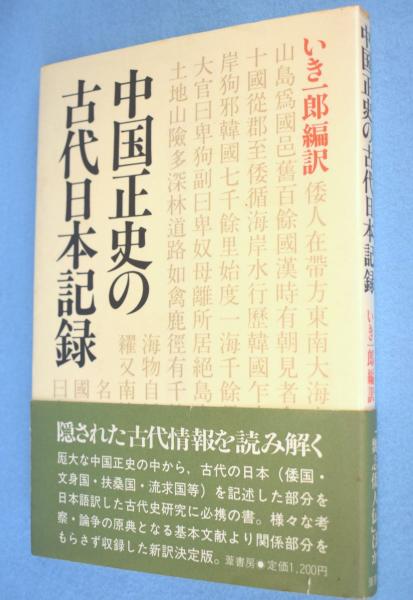 いき一郎編訳
中国正史の
古代日本記録
倭人在帶方東南大海
山島爲國邑舊百餘國漢時有朝見者
十國從郡至倭循海岸水行歷韓國乍
岸狗邪韓國七千餘里始度一海千餘
大官曰卑狗副曰卑奴母離所居絕島
土地山險多深林道路如禽鹿徑有千
海物自
糴又南
名
國
曰
隠された古代情報を読み解く
厖大な中国正史の中から、古代の日本（倭国・
文身国・扶桑国・流求国等）を記述した部分を
日本語訳した古代史研究に必携の書。様々な考
察・論争の原典となる基本文献より関係部分を
もらさず収録した新訳決定版。葦書房●定価1,200円
中国正史の古代日本記録
いき一郎編訳